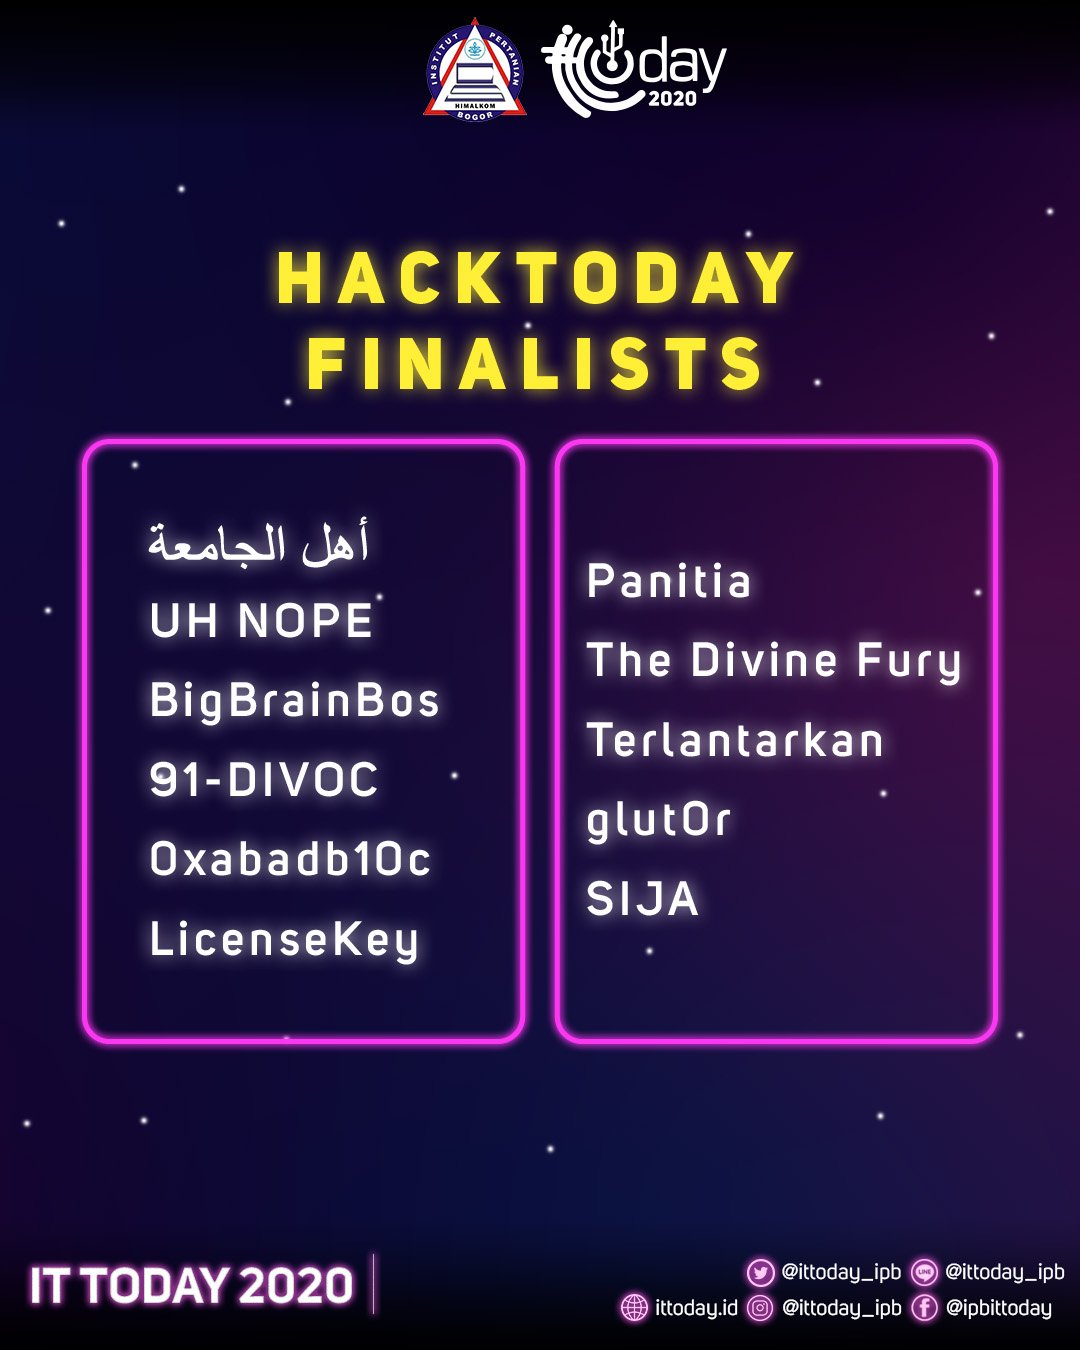 INSTITUT PERTANIAN
HIMALKOM
BOGOR
itoday
2020
HACKTODAY
FINALISTS
أهل الجامعة
UH NOPE
BigBrainBos
91-DIVOC
0xabadb10c
LicenseKey
Panitia
The Divine Fury
Terlantarkan
glut0r
SIJA
IT TODAY 2020
@ittoday_ipb LINE @ittoday_ipb
ittoday.id @ittoday_ipb @ipbittoday